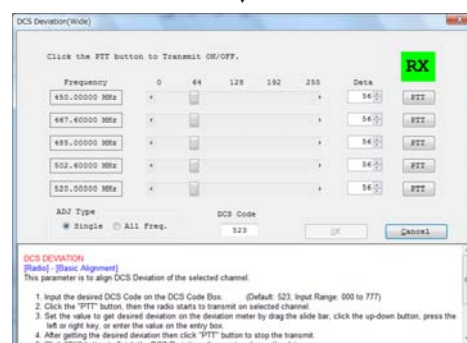 DCS Deviation(Wide)
Click the PTT button to Transmit ON/OFF.
RX
Frequency 0 64 128 192 255 Data
450.00000 MHz 56 PTT
467.60000 MHz 56 PTT
485.00000 MHz 56 PTT
502.60000 MHz 56 PTT
520.00000 MHz 56 PTT
ADJ Type DCS Code
Single All Freq. 523 OK Cancel
DCS DEVIATION
[Radio] - [Basic Alignment]
This parameter is to align DCS Deviation of the selected channel.
1. Input the desired DCS Code on the DCS Code Box. (Default: 523, Input Range: 000 to 777)
2. Click the "PTT" button, then the radio starts to transmit on selected channel.
3. Set the value to get desired deviation on the deviation meter by drag the slide bar, click the up-down button, press the
left or right key, or enter the value on the entry box.
4. After getting the desired deviation then click "PTT" button to stop the transmit.